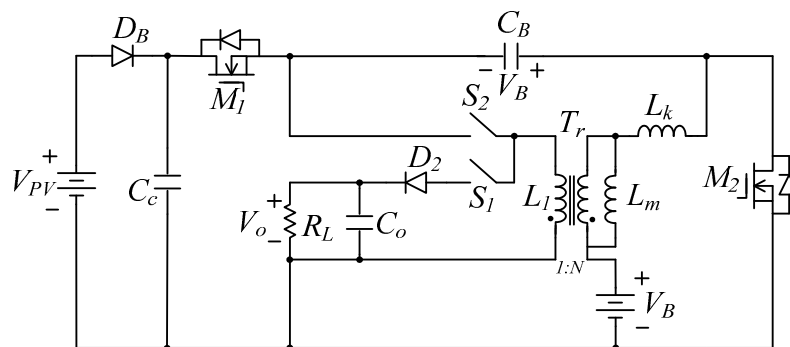 D_B
C_B
M_1
− V_B +
S_2
T_r
L_k
+
V_PV
−
C_c
D_2
S_1
L_1
L_m
M_2
+
V_o
−
R_L
C_o
1:N
+
V_B
−